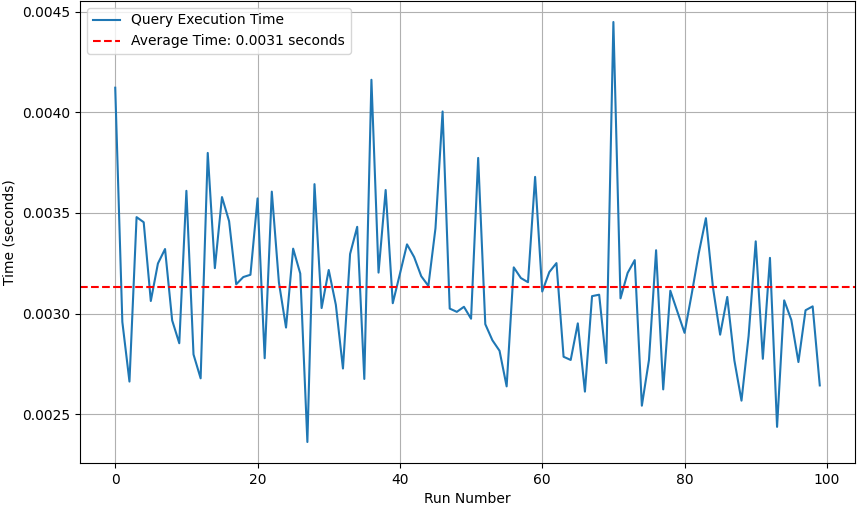 Query Execution Time
Average Time: 0.0031 seconds
0.0045
0.0040
0.0035
0.0030
0.0025
Time (seconds)
0 20 40 60 80 100
Run Number